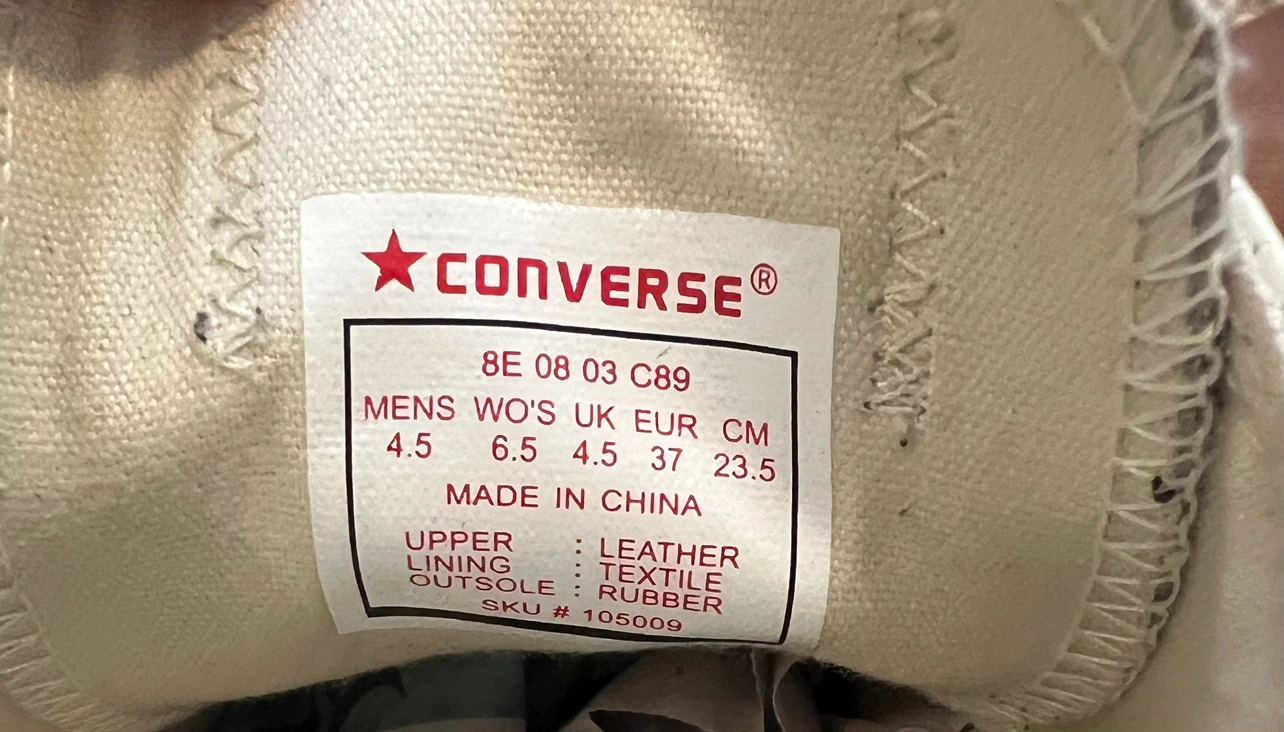 ★CONVERSE®
8E 08 03 C89
MENS WO'S UK EUR CM
4.5 6.5 4.5 37 23.5
MADE IN CHINA
UPPER : LEATHER
LINING : TEXTILE
OUTSOLE : RUBBER
SKU # 105009